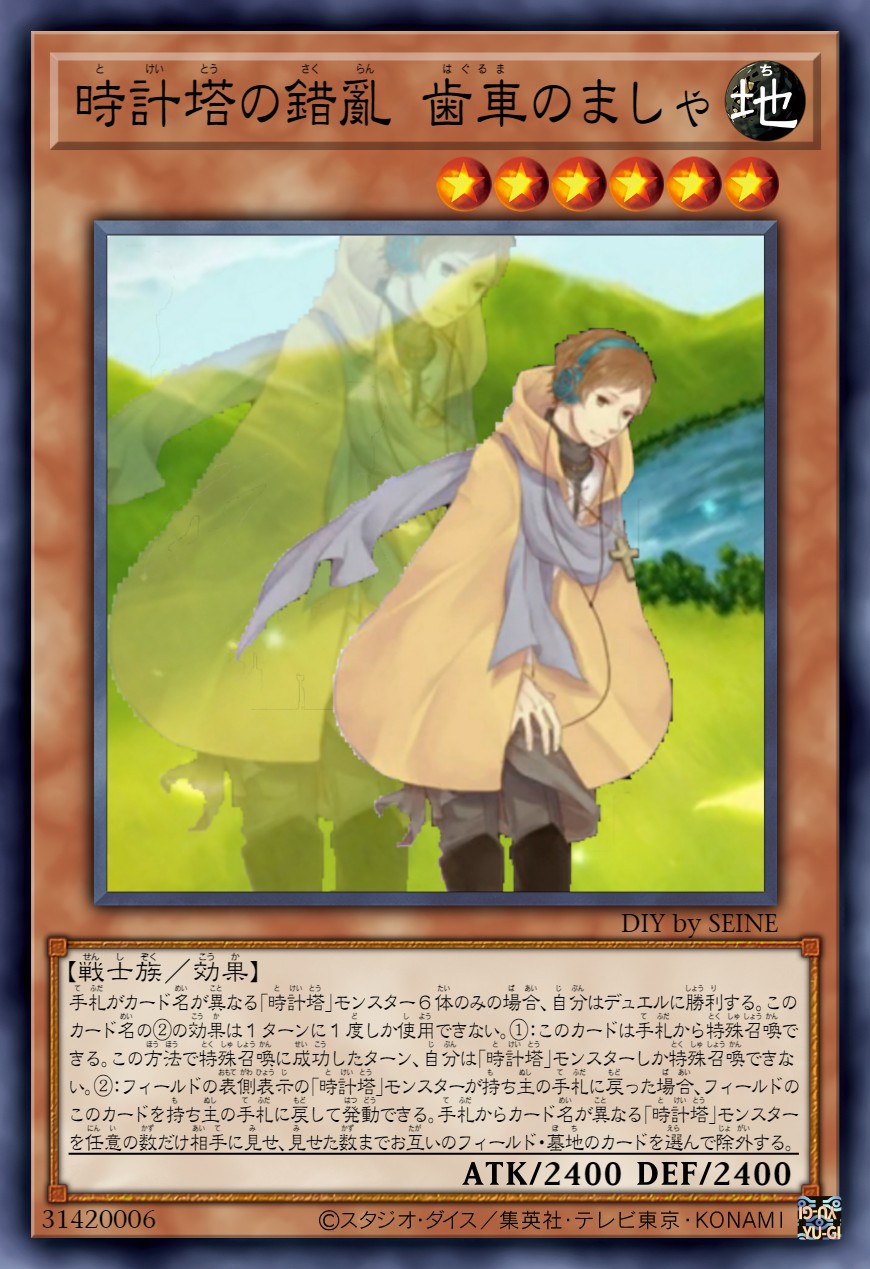 時計塔の錯亂 歯車のましゃ 地
DIY by SEINE
【戦士族／効果】
手札がカード名が異なる「時計塔」モンスター６体のみの場合、自分はデュエルに勝利する。この
カード名の②の効果は１ターンに１度しか使用できない。①：このカードは手札から特殊召喚で
きる。この方法で特殊召喚に成功したターン、自分は「時計塔」モンスターしか特殊召喚できな
い。②：フィールドの表側表示の「時計塔」モンスターが持ち主の手札に戻った場合、フィールドの
このカードを持ち主の手札に戻して発動できる。手札からカード名が異なる「時計塔」モンスター
を任意の数だけ相手に見せ、見せた数までお互いのフィールド・墓地のカードを選んで除外する。
ATK/2400 DEF/2400
31420006 ©スタジオ・ダイス／集英社・テレビ東京・KONAMI